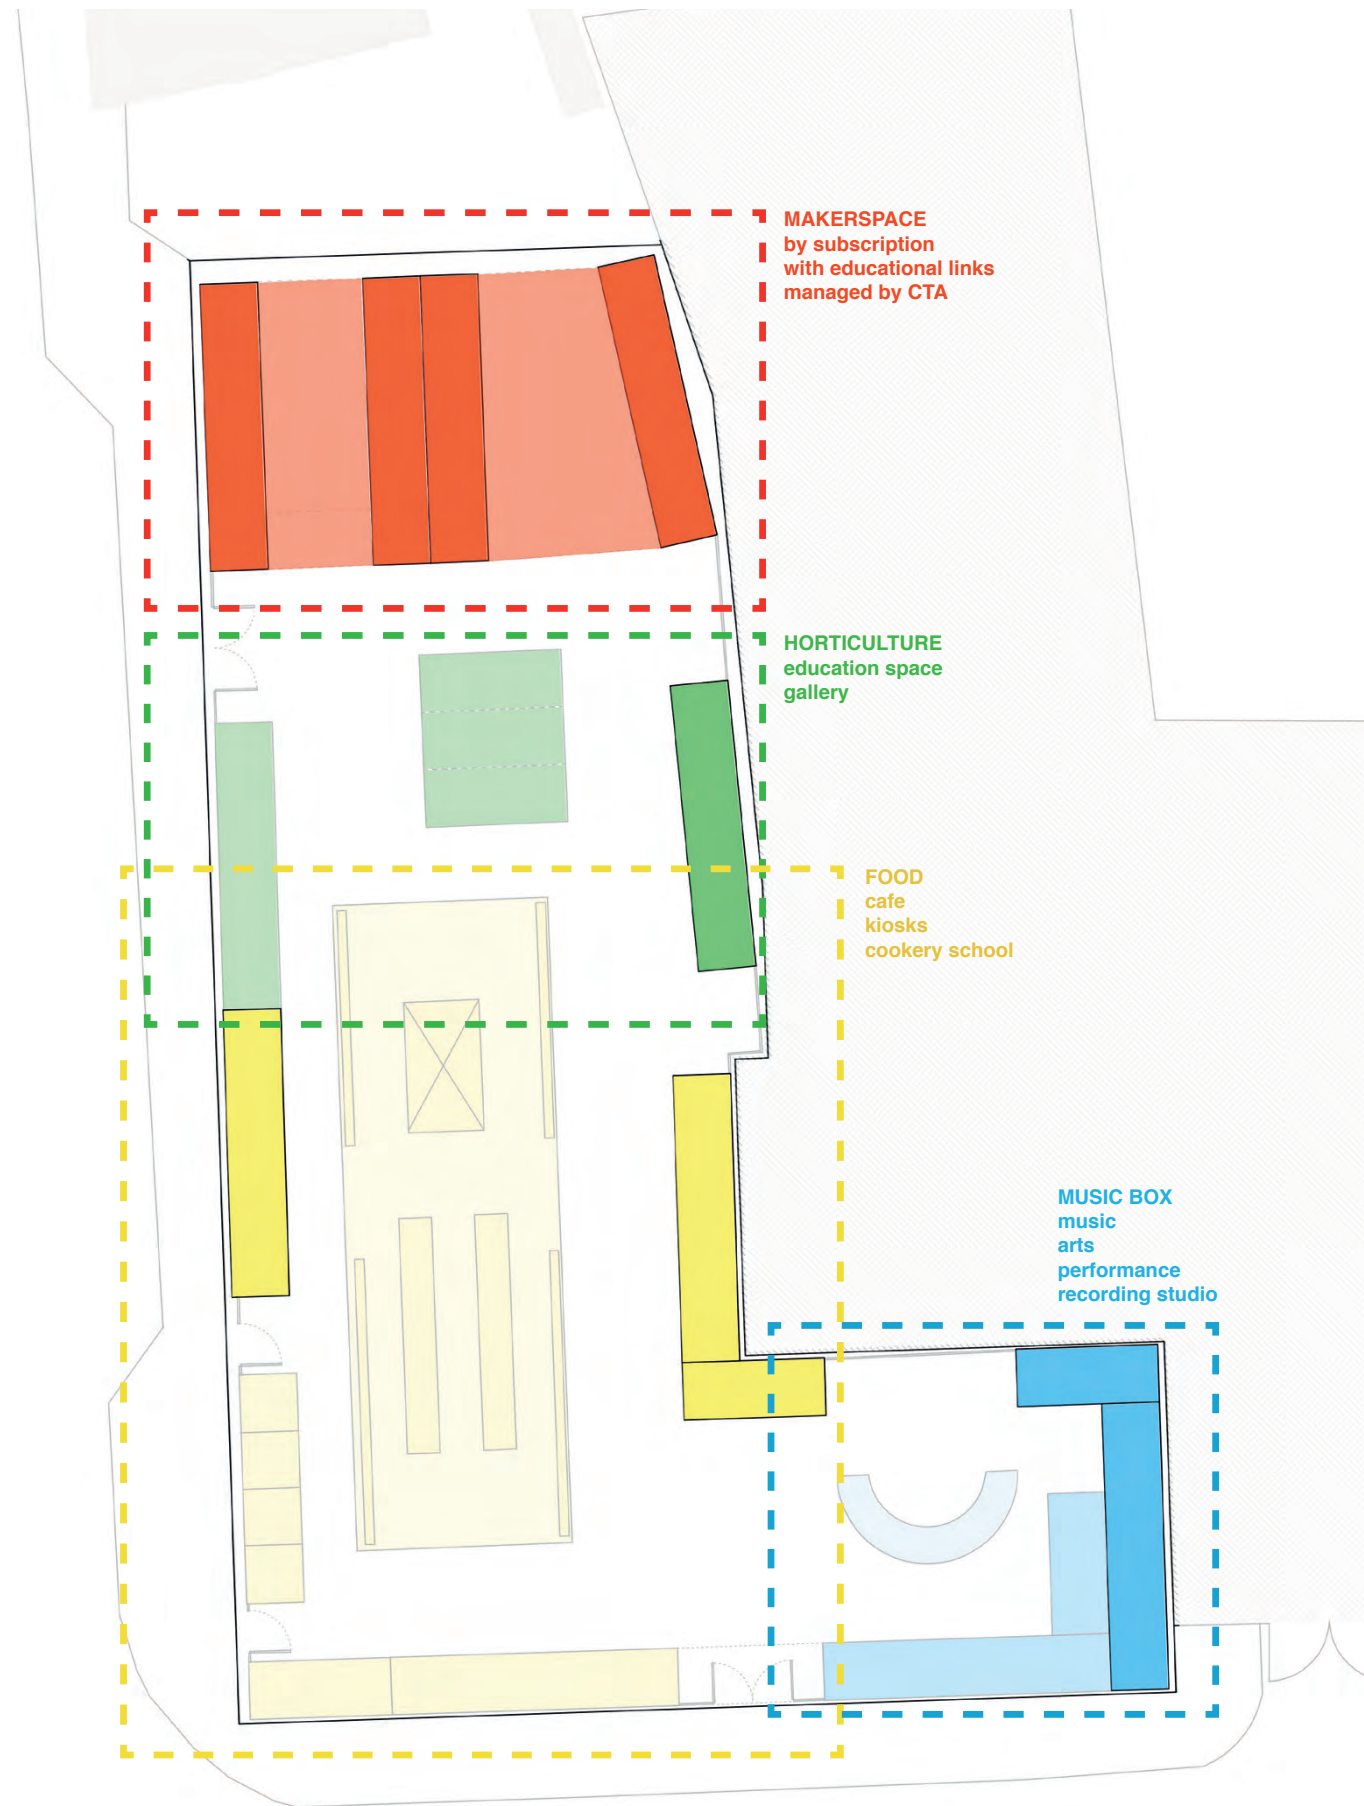 MAKERSPACE
by subscription
with educational links
managed by CTA
HORTICULTURE
education space
gallery
FOOD
cafe
kiosks
cookery school
MUSIC BOX
music
arts
performance
recording studio